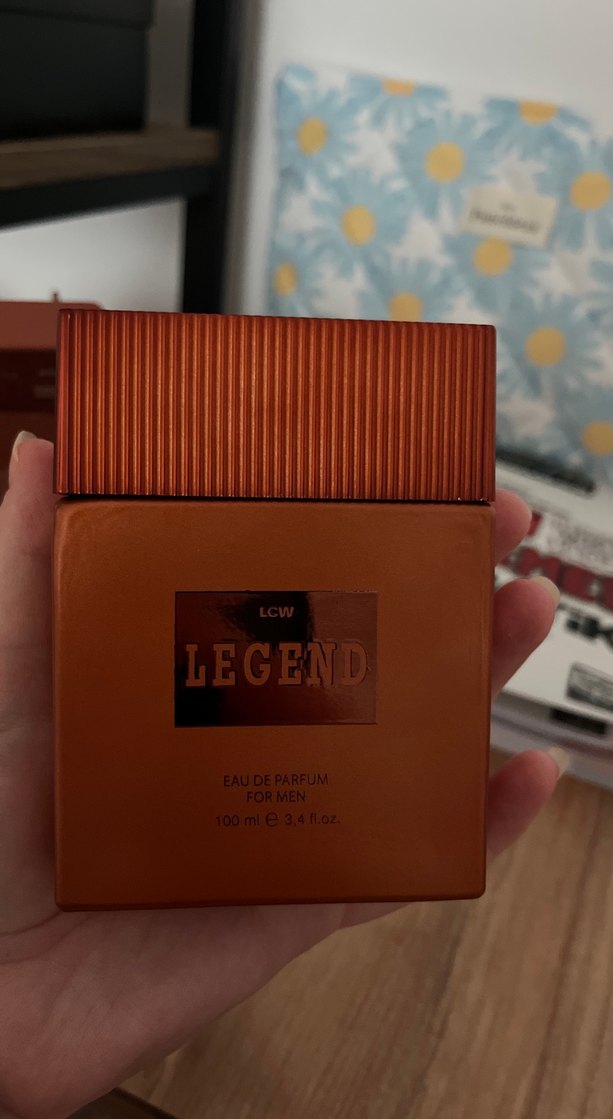 LCW
LEGEND
EAU DE PARFUM
FOR MEN
100 ml ℮ 3,4 fl.oz.